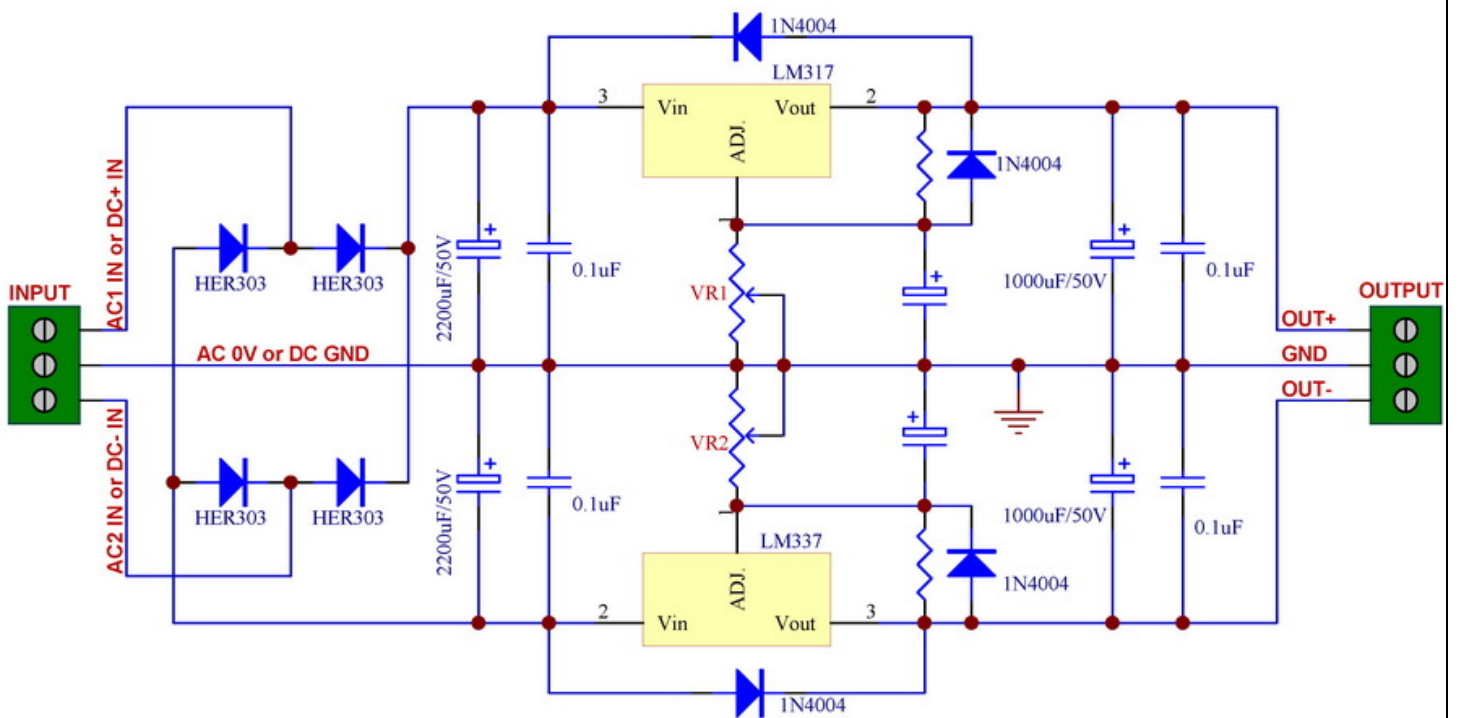 1N4004
LM317
3
Vin
Vout
2
ADJ.
1
1N4004
AC1 IN or DC+ IN
HER303
HER303
2200uF/50V
+
0.1uF
VR1
+
1000uF/50V
+
0.1uF
INPUT
OUTPUT
OUT+
AC 0V or DC GND
GND
OUT-
AC2 IN or DC- IN
HER303
HER303
2200uF/50V
+
0.1uF
VR2
+
1000uF/50V
+
0.1uF
1
LM337
ADJ.
1N4004
2
Vin
Vout
3
1N4004